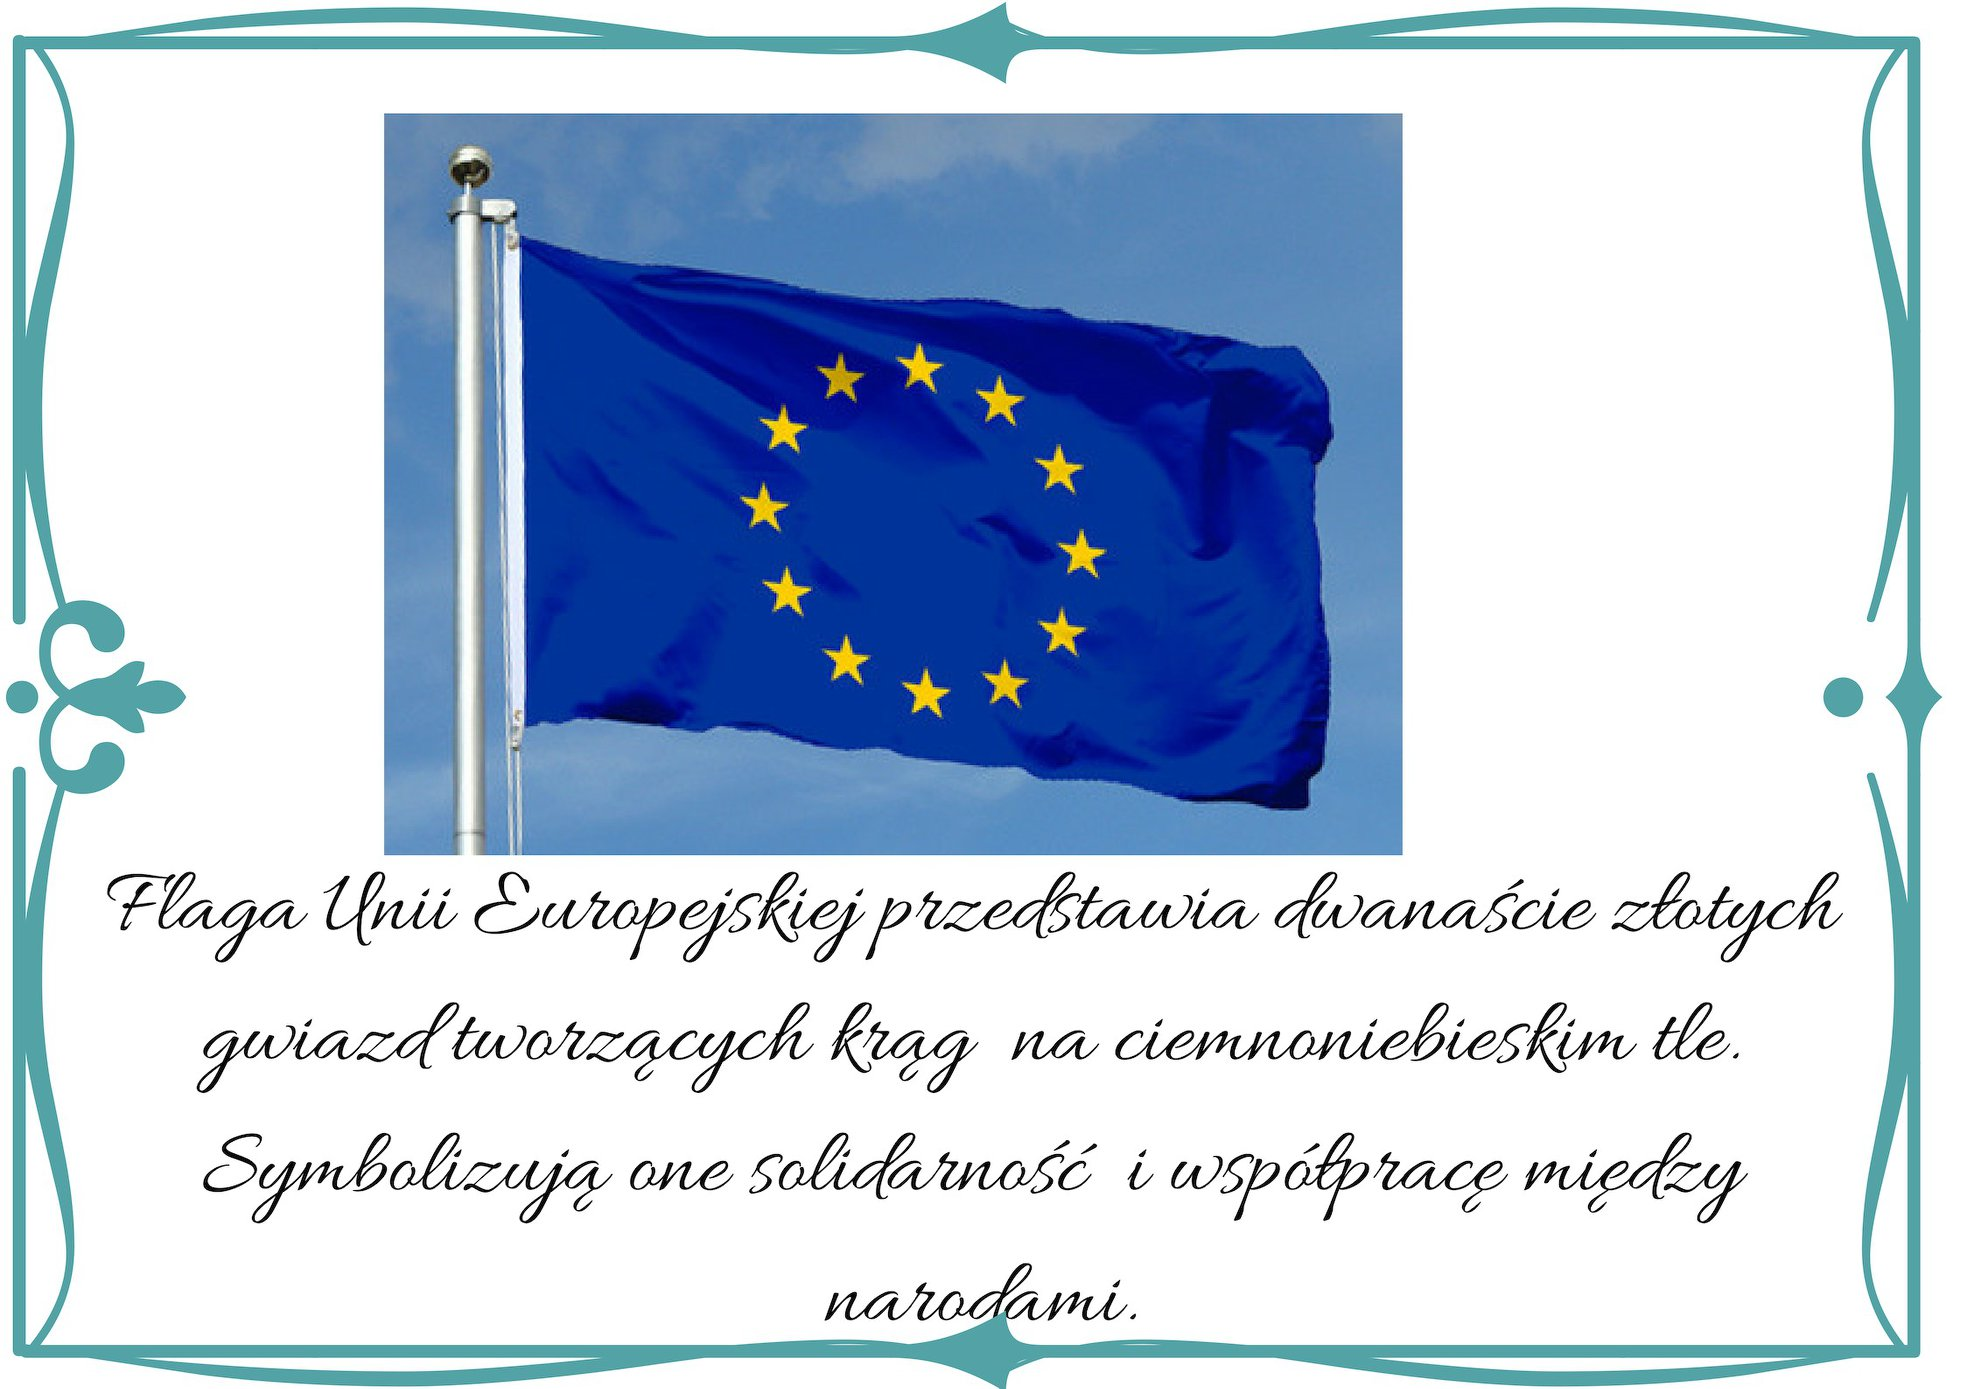 Flaga Unii Europejskiej przedstawia dwanaście złotych
gwiazd tworzących krąg na ciemnoniebieskim tle.
Symbolizują one solidarność i współpracę między
narodami.